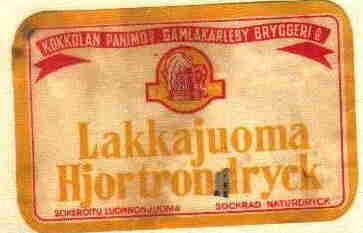 KOKKOLAN PANIMO GAMLAKARLEBY BRYGGERI
Lakkajuoma
Hjortrondryck
SOKEROITU LUONNONJUOMA SOCKRAD NATURDRYCK